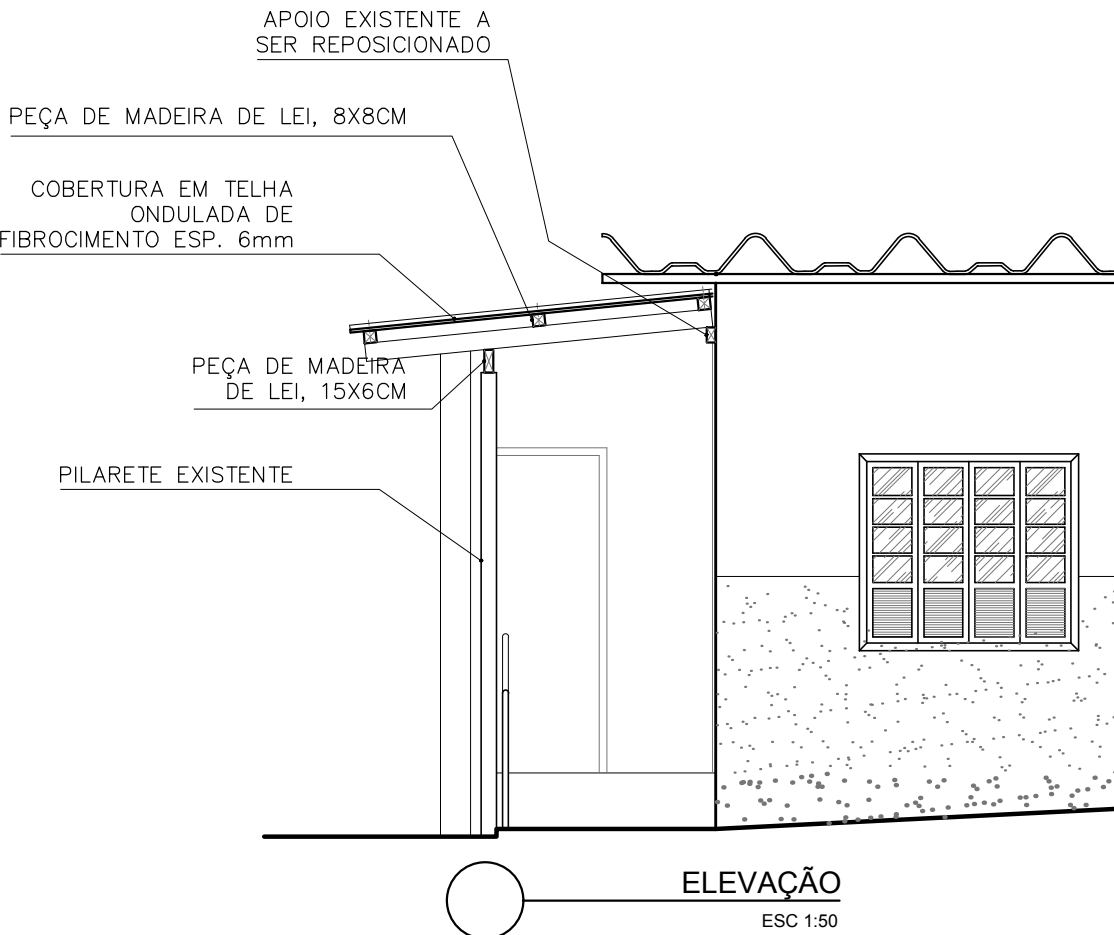 APOIO EXISTENTE A
SER REPOSICIONADO
PEÇA DE MADEIRA DE LEI, 8X8CM
COBERTURA EM TELHA
ONDULADA DE
FIBROCIMENTO ESP. 6mm
PEÇA DE MADEIRA
DE LEI, 15X6CM
PILARETE EXISTENTE
ELEVAÇÃO
ESC 1:50